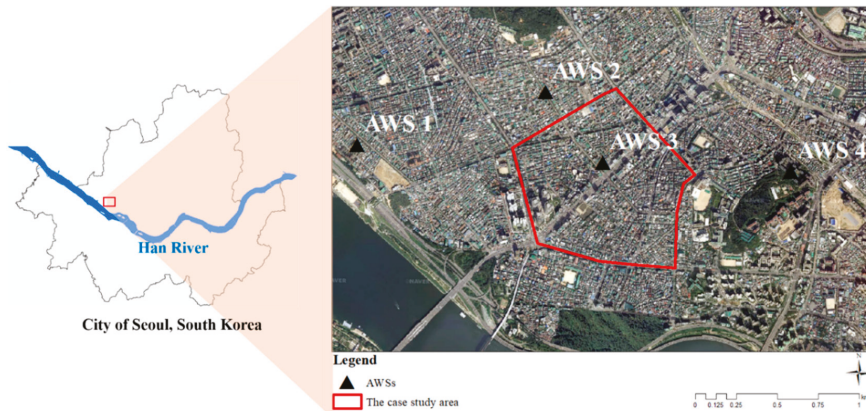 AWS 1
AWS 2
AWS 3
AWS 4
Han River
City of Seoul, South Korea
Legend
AWSs
The case study area
N
0 0.125 0.25 0.5 0.75 1